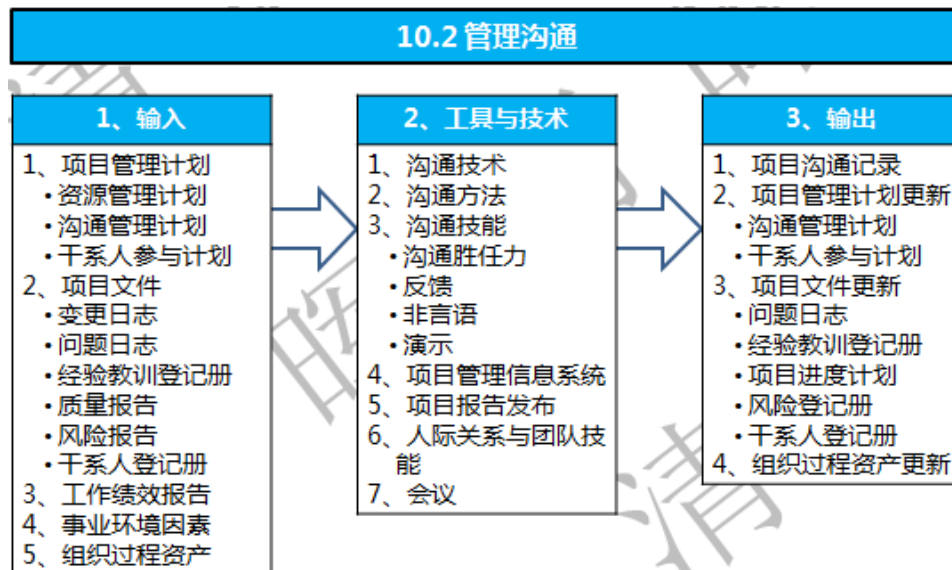 10.2 管理沟通
1、输入
1、项目管理计划
•资源管理计划
•沟通管理计划
•干系人参与计划
2、项目文件
•变更日志
•问题日志
•经验教训登记册
•质量报告
•风险报告
•干系人登记册
3、工作绩效报告
4、事业环境因素
5、组织过程资产
2、工具与技术
1、沟通技术
2、沟通方法
3、沟通技能
•沟通胜任力
•反馈
•非言语
•演示
4、项目管理信息系统
5、项目报告发布
6、人际关系与团队技
能
7、会议
3、输出
1、项目沟通记录
2、项目管理计划更新
•沟通管理计划
•干系人参与计划
3、项目文件更新
•问题日志
•经验教训登记册
•项目进度计划
•风险登记册
•干系人登记册
4、组织过程资产更新